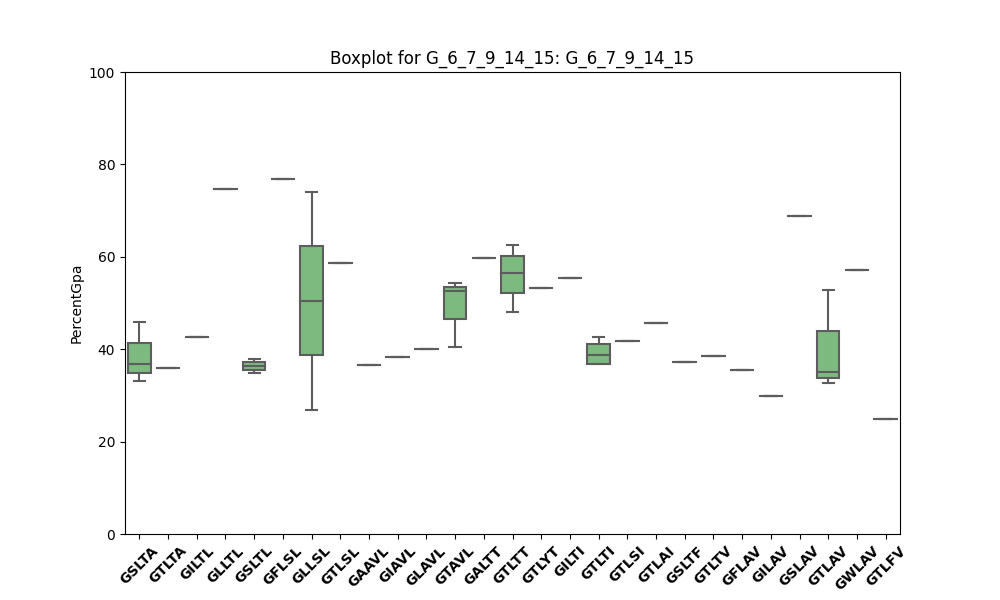 Boxplot for G_6_7_9_14_15: G_6_7_9_14_15
PercentGpa
100
80
60
40
20
0
GSLTA
GTLTA
GILTL
GLLTL
GSLTL
GFLSL
GLLSL
GTLSL
GAAVL
GIAVL
GLAVL
GTAVL
GALTT
GTLTT
GTLYT
GILTI
GTLTI
GTLSI
GTLAI
GSLTF
GTLTV
GFLAV
GILAV
GSLAV
GTLAV
GWLAV
GTLFV